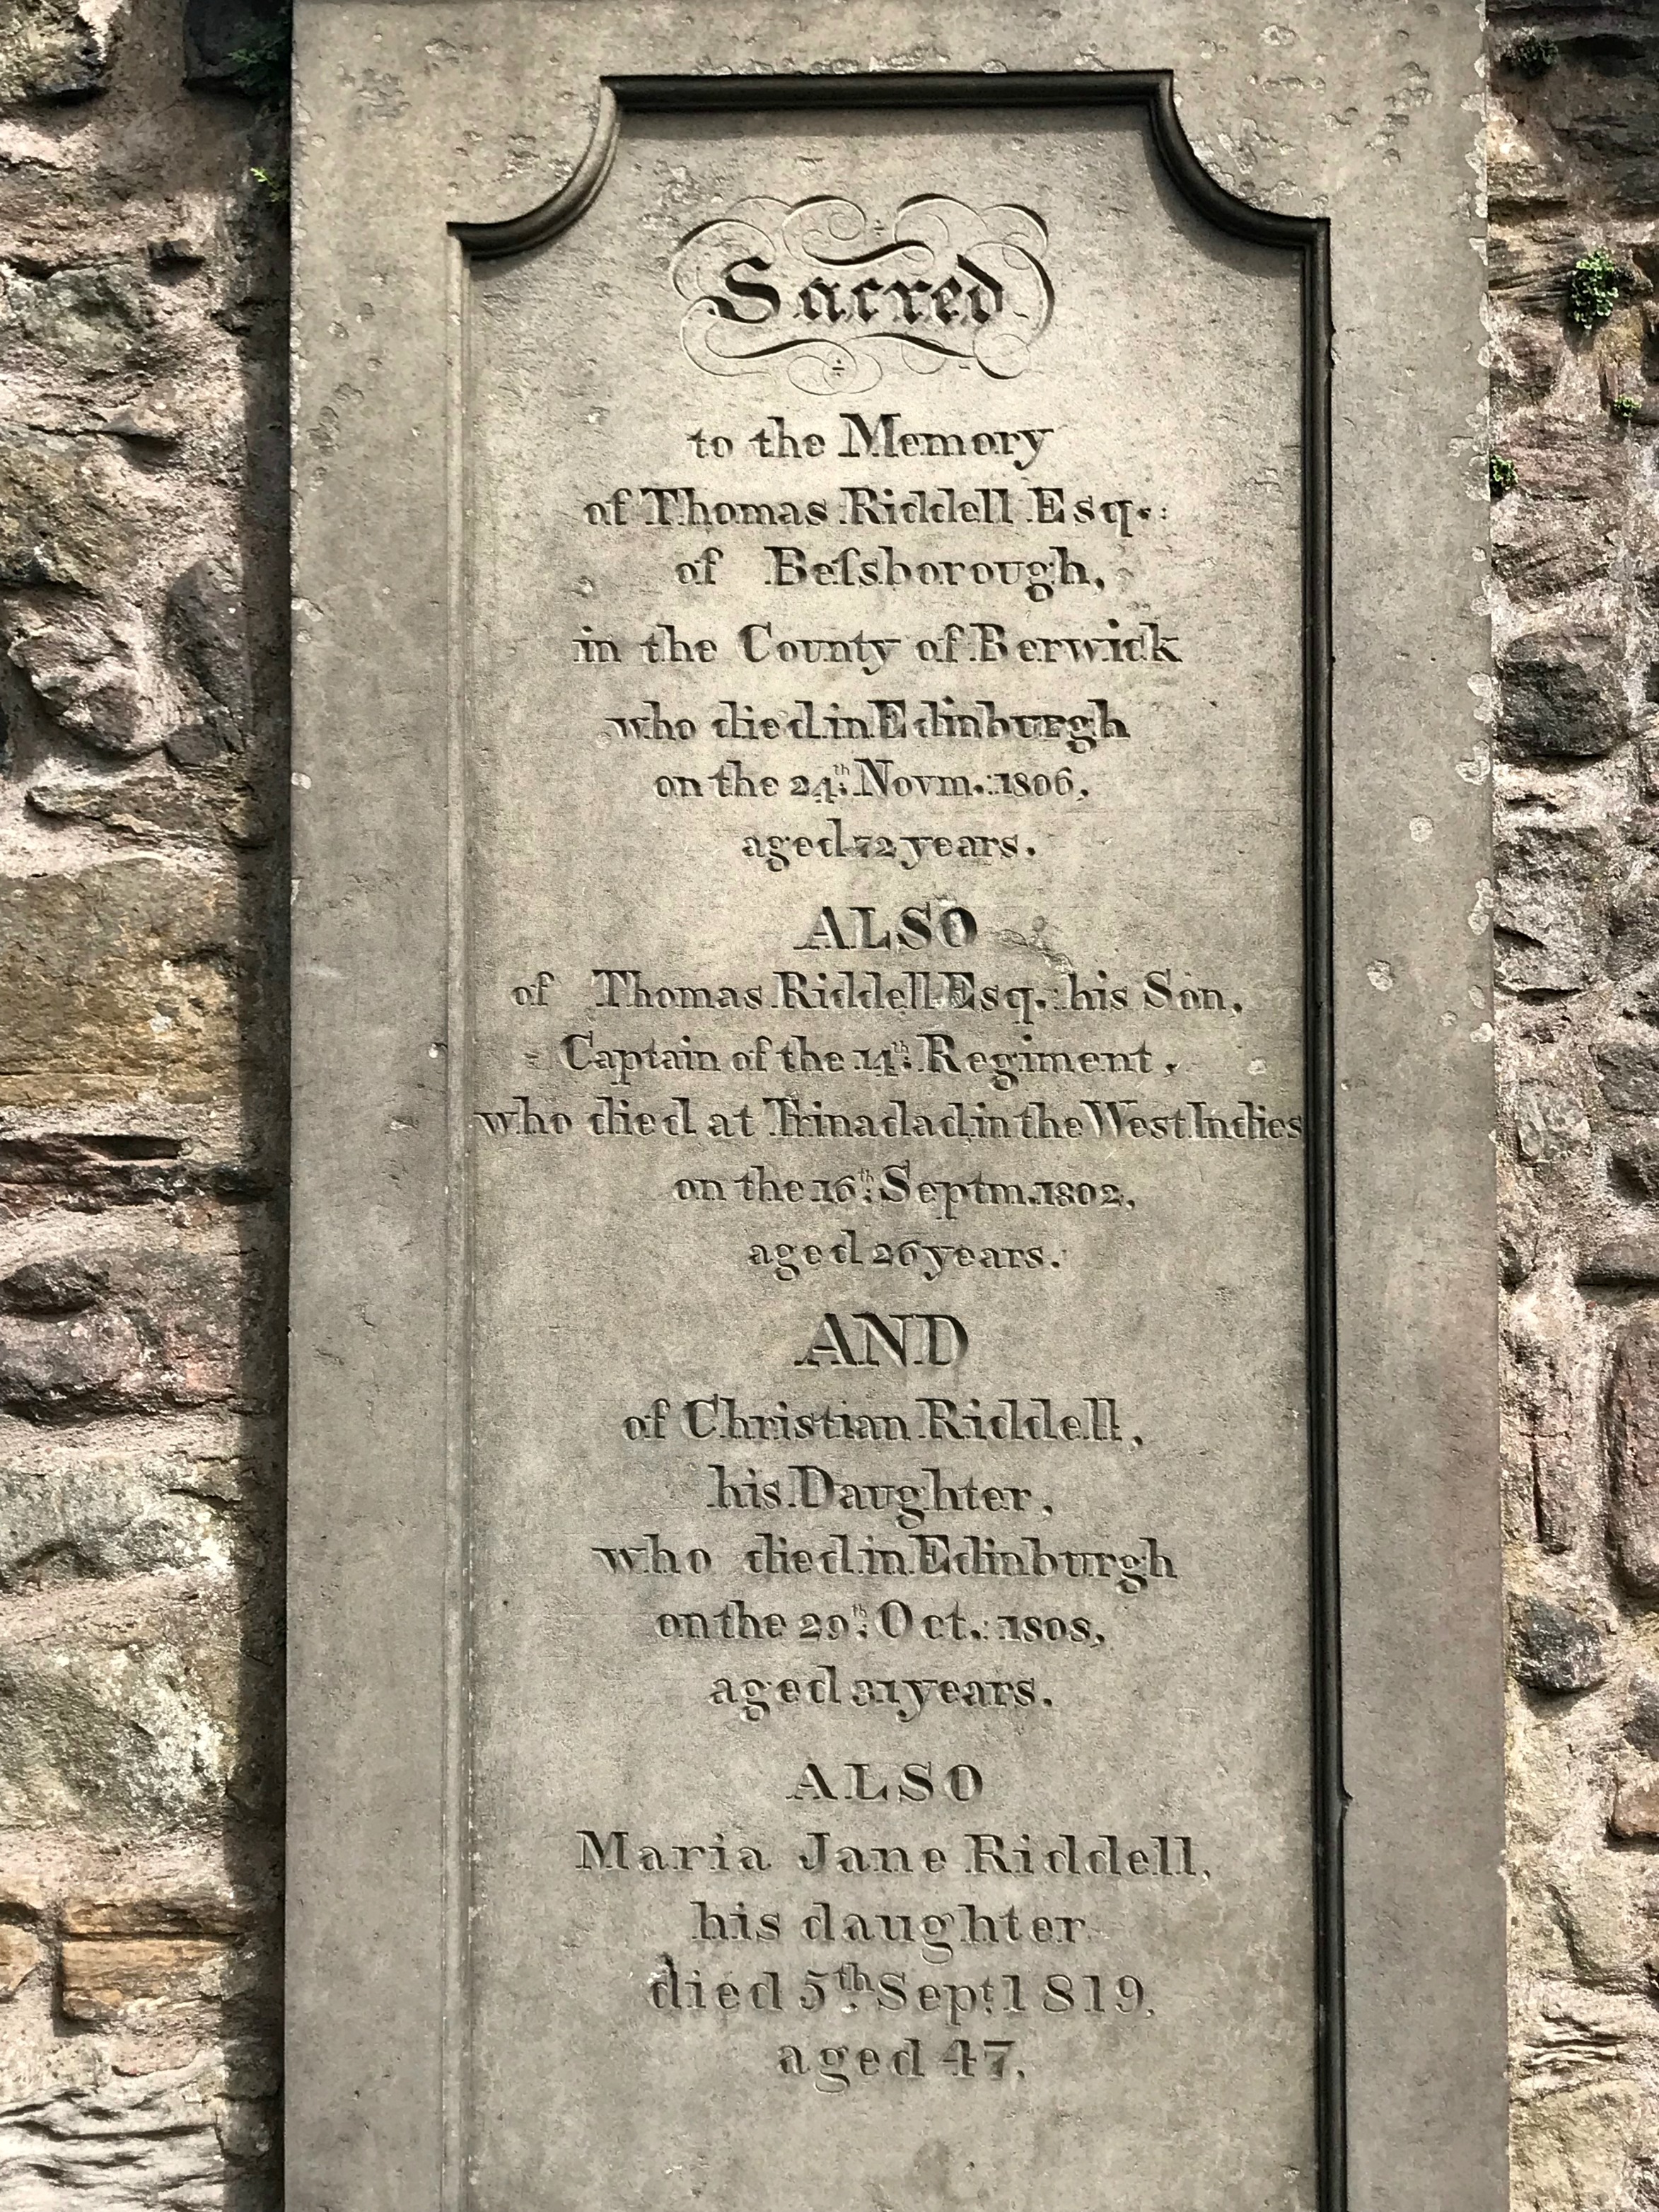 Sacred
to the Memory
of Thomas Riddell Esq.:
of Beſsborough,
in the County of Berwick
who died in Edinburgh
on the 24th. Novm.: 1806,
aged 72 years.
ALSO
of Thomas Riddell Esq.: his Son,
Captain of the 14th. Regiment,
who died at Trinadad, in the West Indies
on the 16th. Septm. 1802,
aged 26 years.
AND
of Christian Riddell,
his Daughter,
who died in Edinburgh
on the 29th. Oct.: 1808,
aged 31 years.
ALSO
Maria Jane Riddell,
his daughter
died 5th. Sept. 1819,
aged 47.